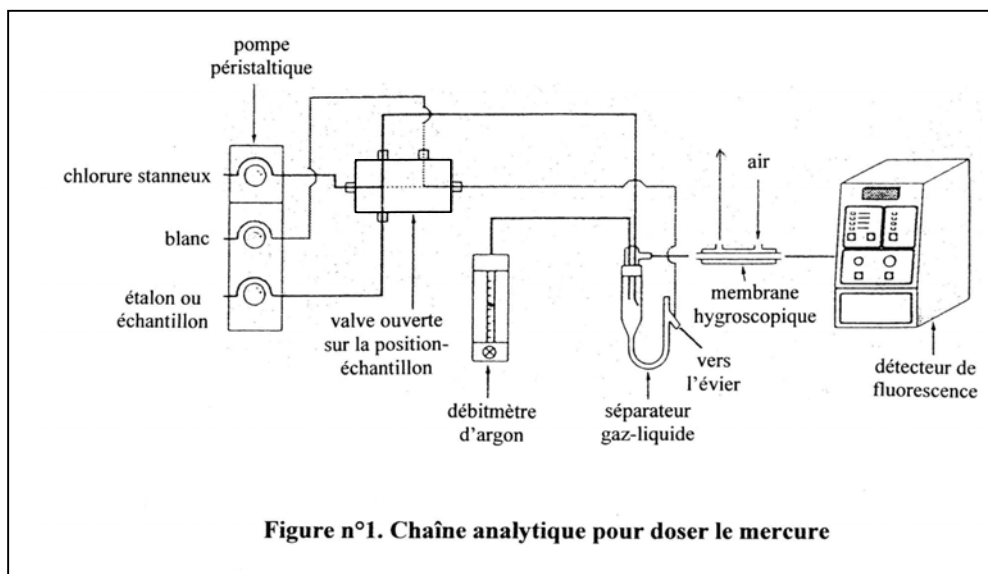 pompe
péristaltique
chlorure stanneux
blanc
étalon ou
échantillon
valve ouverte
sur la position-
échantillon
débitmètre
d'argon
séparateur
gaz-liquide
vers
l'évier
air
membrane
hygroscopique
détecteur de
fluorescence
Figure n°1. Chaîne analytique pour doser le mercure